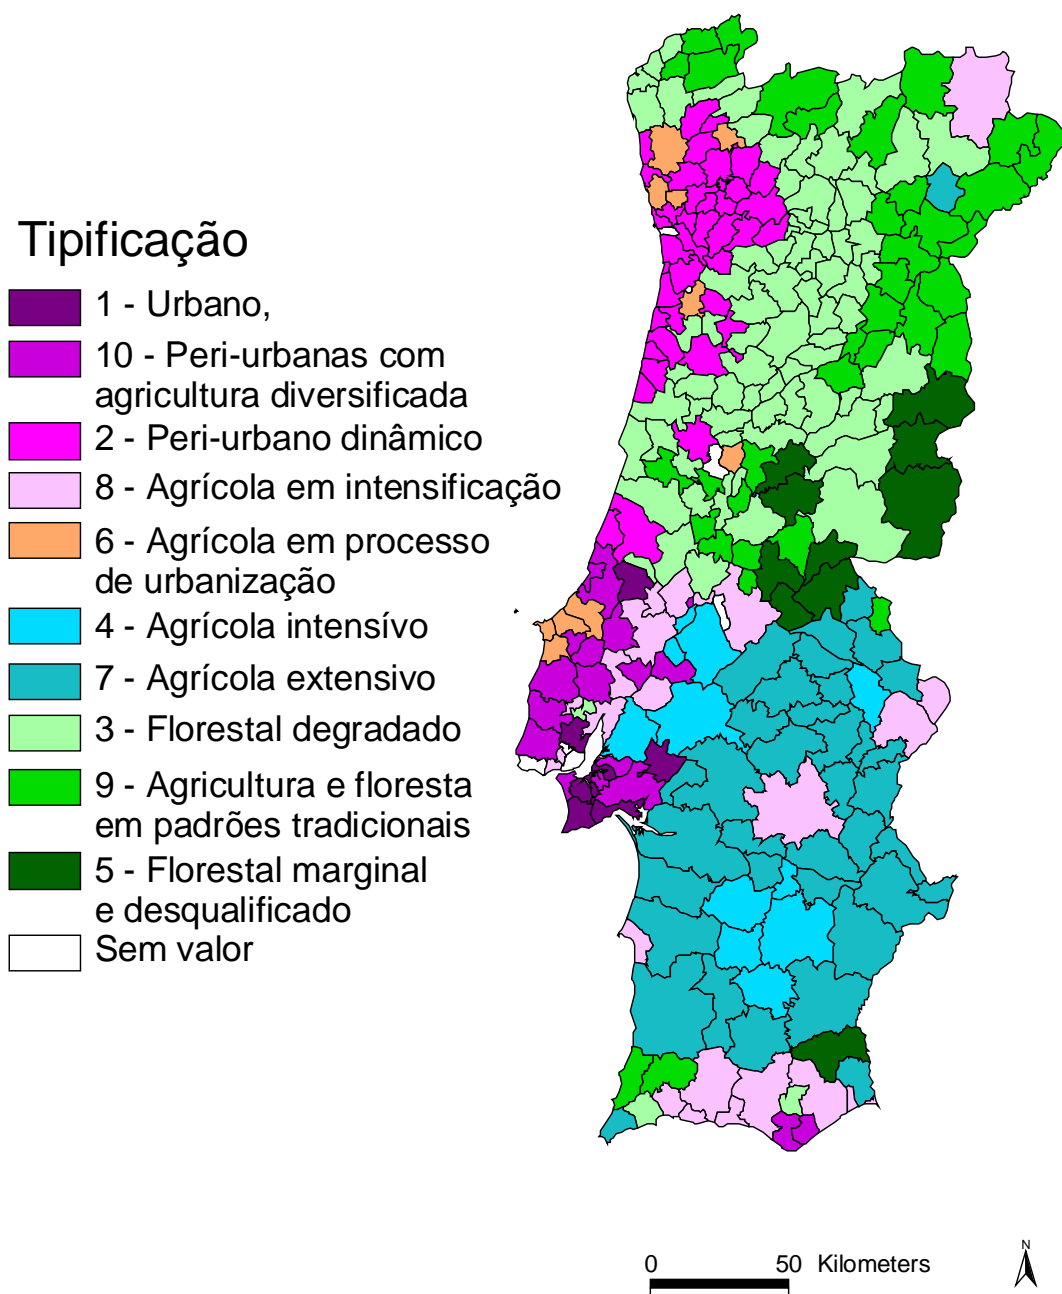 Tipificação
1 - Urbano,
10 - Peri-urbanas com
agricultura diversificada
2 - Peri-urbano dinâmico
8 - Agrícola em intensificação
6 - Agrícola em processo
de urbanização
4 - Agrícola intensívo
7 - Agrícola extensivo
3 - Florestal degradado
9 - Agricultura e floresta
em padrões tradicionais
5 - Florestal marginal
e desqualificado
Sem valor
0 50 Kilometers
N